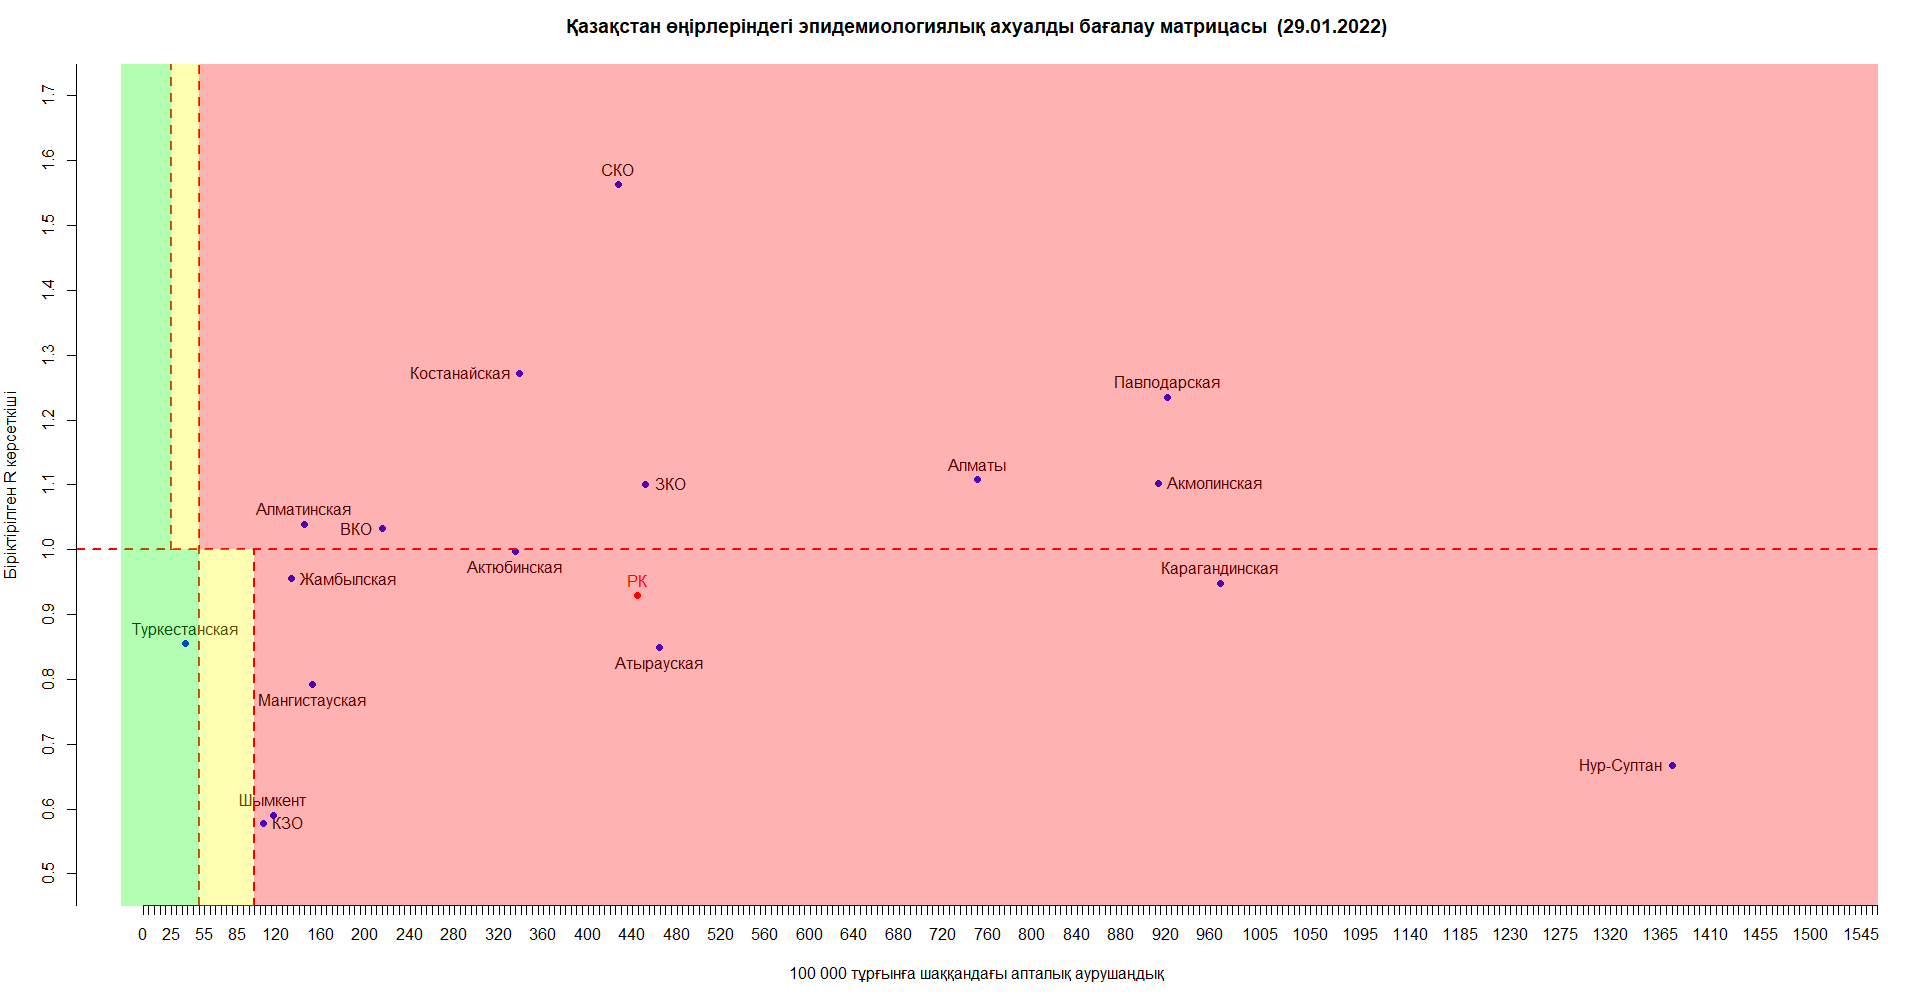 Қазақстан өңірлеріндегі эпидемиологиялық ахуалды бағалау матрицасы (29.01.2022)
Біріктірілген R көрсеткіші
1.7
1.6
1.5
1.4
1.3
1.2
1.1
1.0
0.9
0.8
0.7
0.6
0.5
СКО
Костанайская
Павлодарская
Алматы
ЗКО
Акмолинская
Алматинская
ВКО
Актюбинская
Карагандинская
Жамбылская
РК
Туркестанская
Атырауская
Мангистауская
Нур-Султан
Шымкент
КЗО
0 25 55 85 120 160 200 240 280 320 360 400 440 480 520 560 600 640 680 720 760 800 840 880 920 960 1005 1050 1095 1140 1185 1230 1275 1320 1365 1410 1455 1500 1545
100 000 тұрғынға шаққандағы апталық аурушаңдық